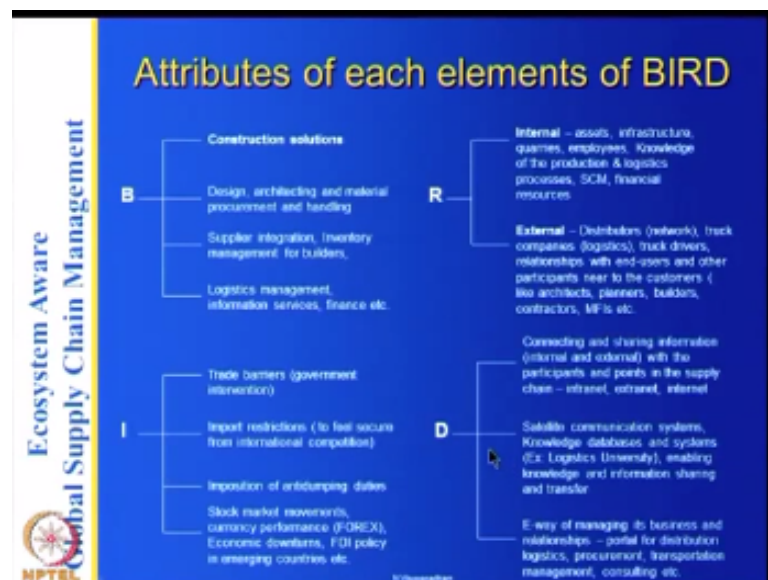 Attributes of each elements of BIRD
Ecosystem Aware
Global Supply Chain Management
B
Construction solutions
Design, architecting and material
procurement and handling
Supplier integration, Inventory
management for builders,
Logistics management,
information services, finance etc.
R
Internal – assets, infrastructure,
quarries, employees, Knowledge
of the production & logistics
processes, SCM, financial
resources
External – Distributors (network), truck
companies (logistics), truck drivers,
relationships with end-users and other
participants near to the customers (
like architects, planners, builders,
contractors, MFIs etc.
I
Trade barriers (government
intervention)
Import restrictions (to feel secure
from international competition)
Imposition of antidumping duties
Stock market movements,
currency performance (FOREX),
Economic downturns, FDI policy
in emerging countries etc.
D
Connecting and sharing information
(internal and external) with the
participants and points in the supply
chain – intranet, extranet, internet
Satellite communication systems,
Knowledge databases and systems
(Ex: Logistics University), enabling
knowledge and information sharing
and transfer
E-way of managing its business and
relationships – portal for distribution
logistics, procurement, transportation
management, consulting etc.
NPTEL